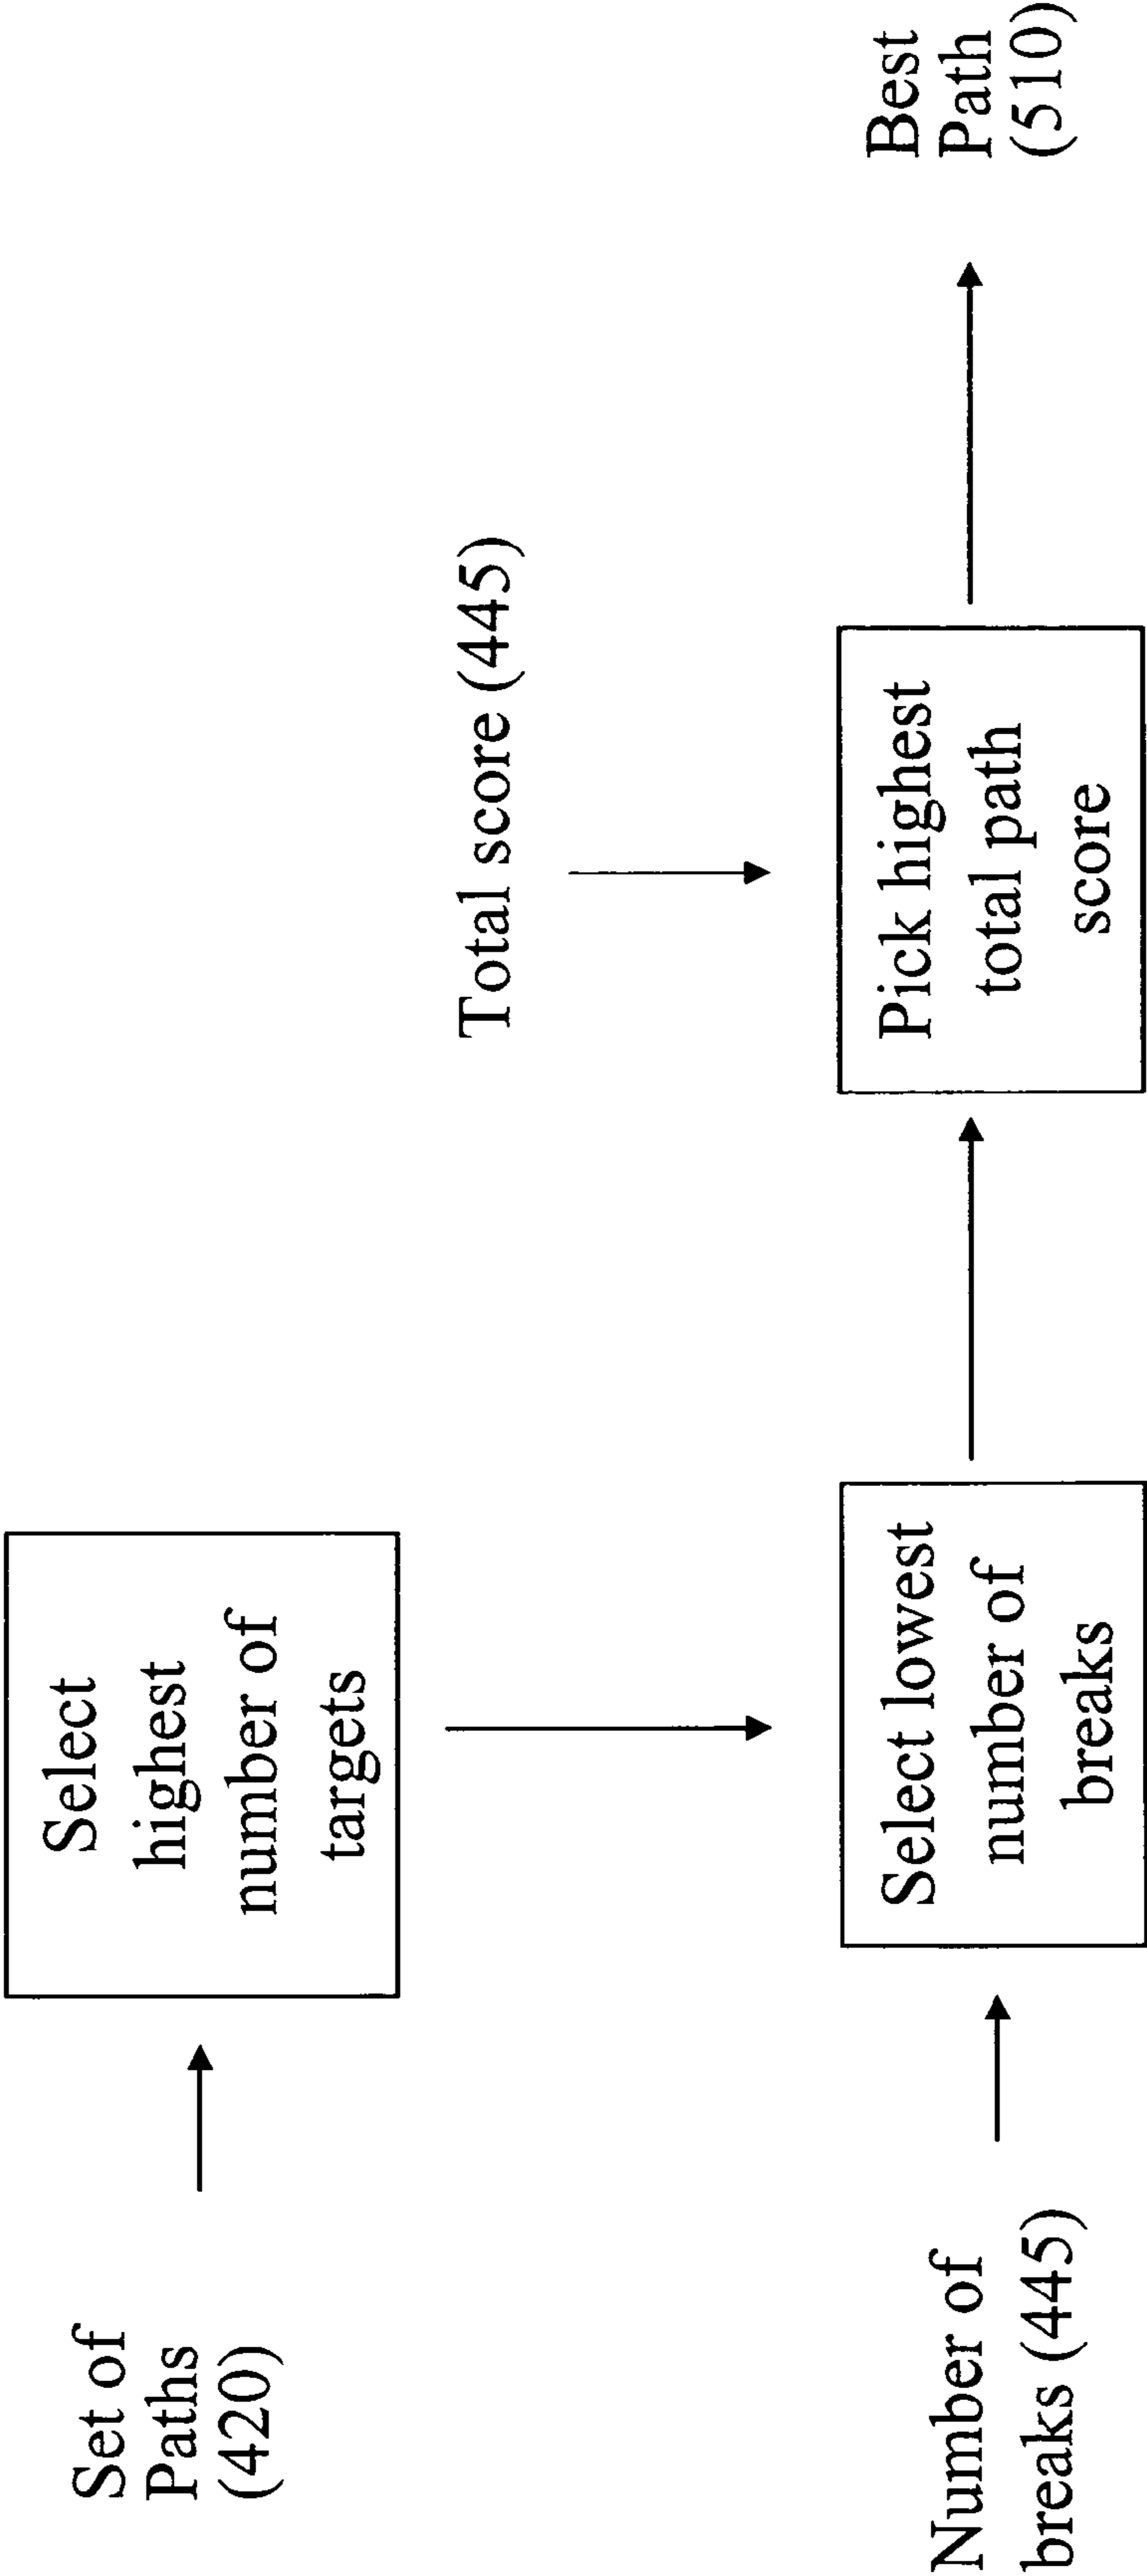 Set of
Paths
(420)
Select
highest
number of
targets
Total score (445)
Number of
breaks (445)
Select lowest
number of
breaks
Pick highest
total path
score
Best
Path
(510)